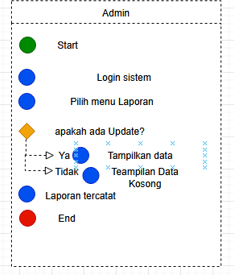 Admin
Start
Login sistem
Pilih menu Laporan
apakah ada Update?
Ya
Tampilkan data
Tidak
Teampilan Data
Kosong
Laporan tercatat
End